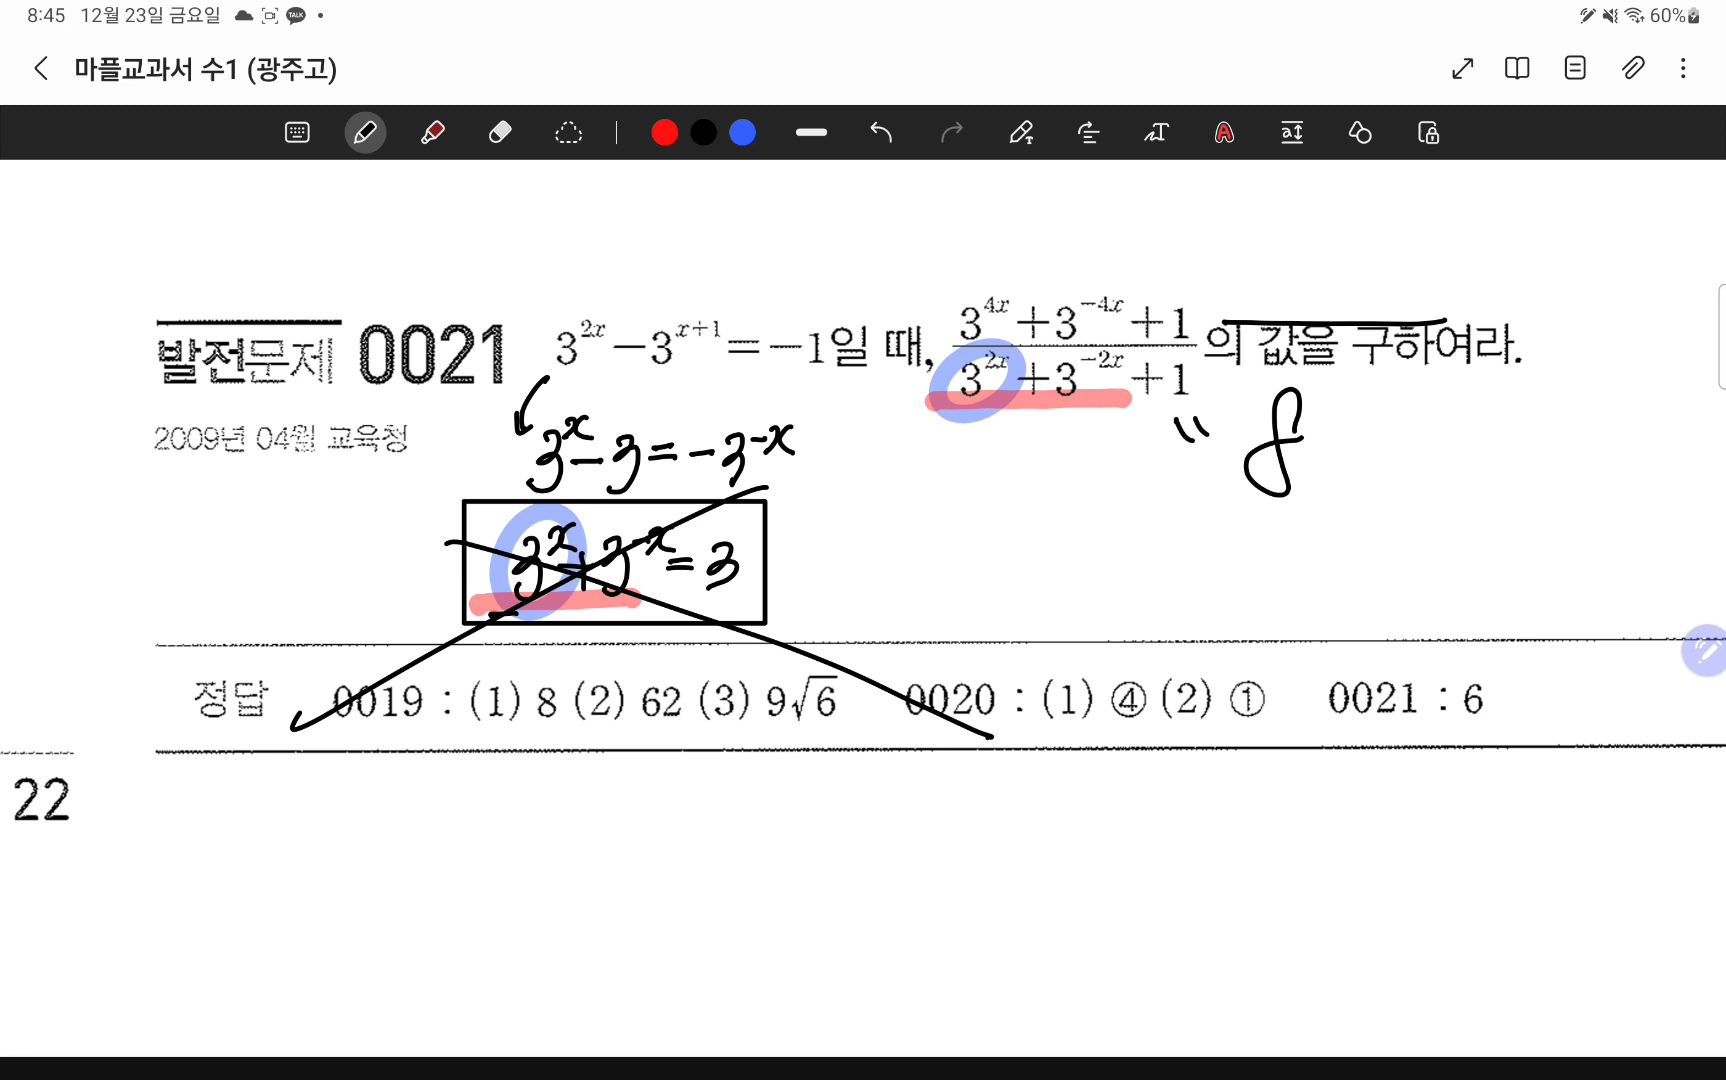 8:45 12월 23일 금요일 TALK 60%
마플교과서 수1 (광주고)
발전문제 0021 3^{2x} - 3^{x+1} = -1일 때, \frac{3^{4x}+3^{-4x}+1}{3^{2x}+3^{-2x}+1}의 값을 구하여라.
2009년 04월 교육청
3^x - 3 = -3^{-x}
3^x + 3^{-x} = 3
정답 0019 : (1) 8 (2) 62 (3) 9√6 0020 : (1) ④ (2) ① 0021 : 6
22